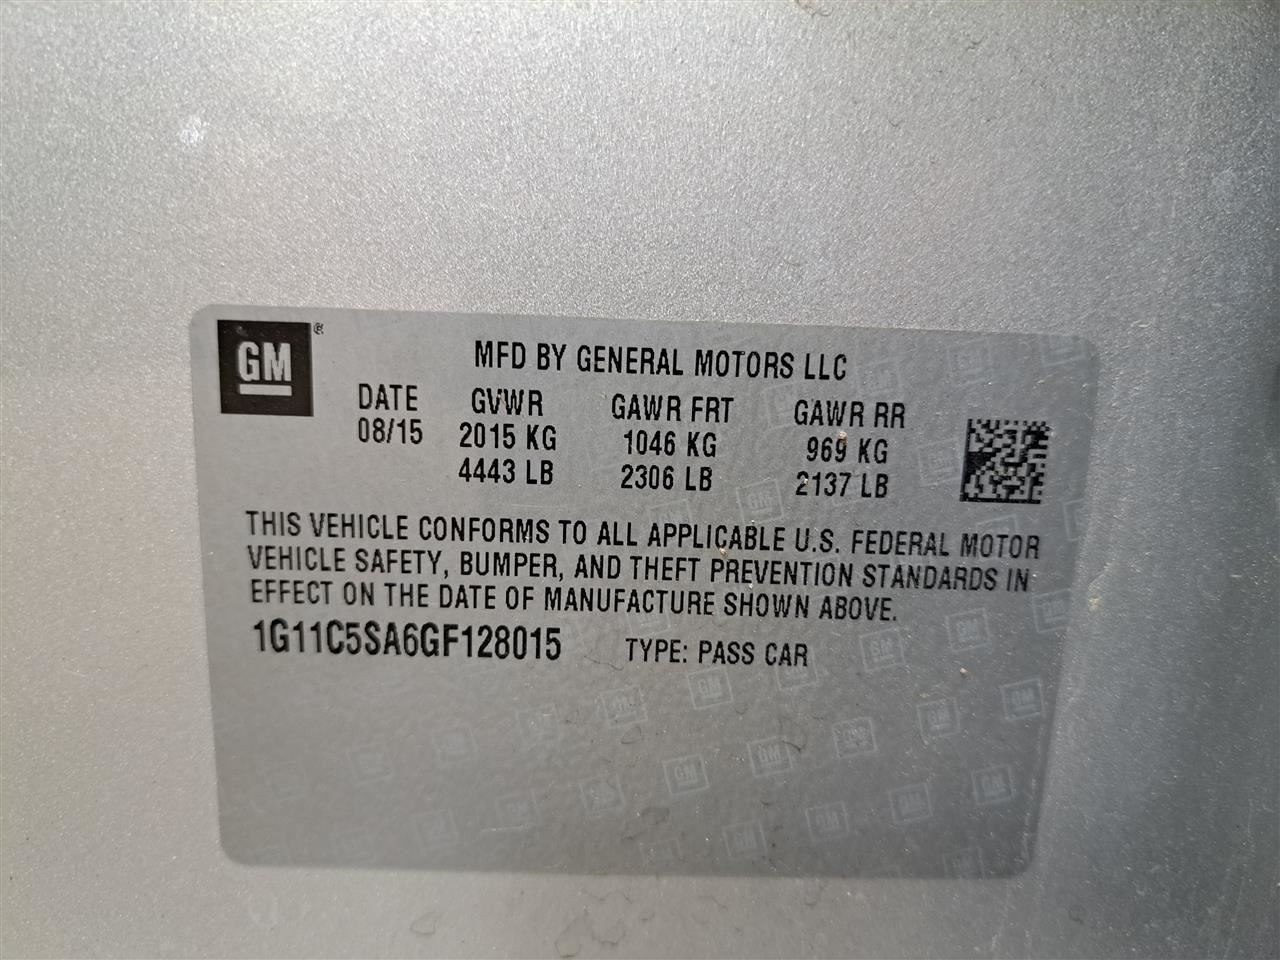 GM
MFD BY GENERAL MOTORS LLC
DATE GVWR GAWR FRT GAWR RR
08/15 2015 KG 1046 KG 969 KG
4443 LB 2306 LB 2137 LB
THIS VEHICLE CONFORMS TO ALL APPLICABLE U.S. FEDERAL MOTOR
VEHICLE SAFETY, BUMPER, AND THEFT PREVENTION STANDARDS IN
EFFECT ON THE DATE OF MANUFACTURE SHOWN ABOVE.
1G11C5SA6GF128015 TYPE: PASS CAR